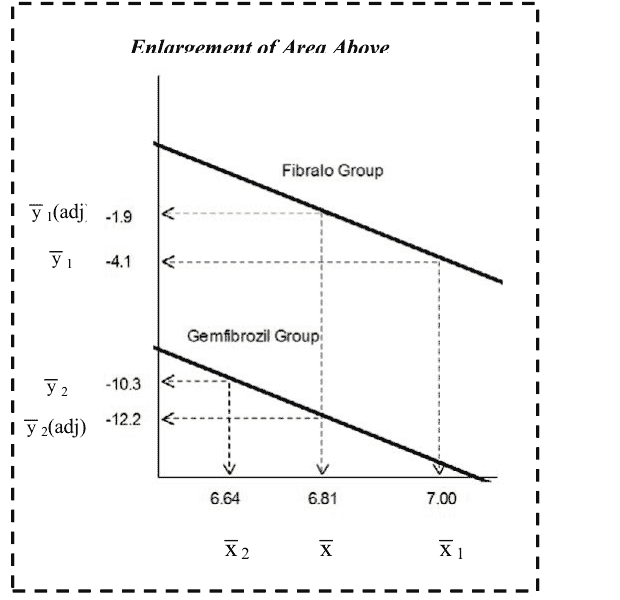 Enlargement of Area Above
Fibralo Group
y̅ 1(adj) -1.9
y̅ 1 -4.1
Gemfibrozil Group
y̅ 2 -10.3
y̅ 2(adj) -12.2
6.64 6.81 7.00
x̅ 2 x̅ x̅ 1